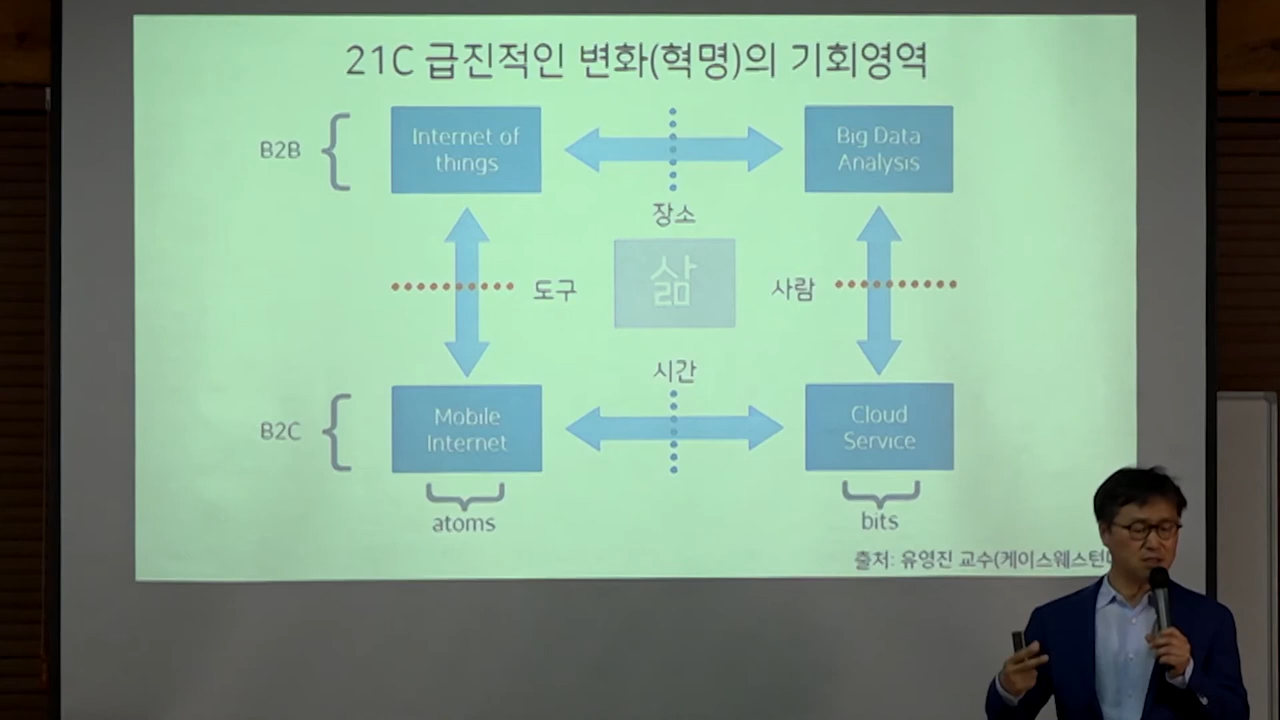 21C 급진적인 변화(혁명)의 기회영역
B2B
Internet of
things
Big Data
Analysis
장소
도구
삶
사람
시간
B2C
Mobile
Internet
Cloud
Service
atoms
bits
출처: 유영진 교수(케이스웨스턴